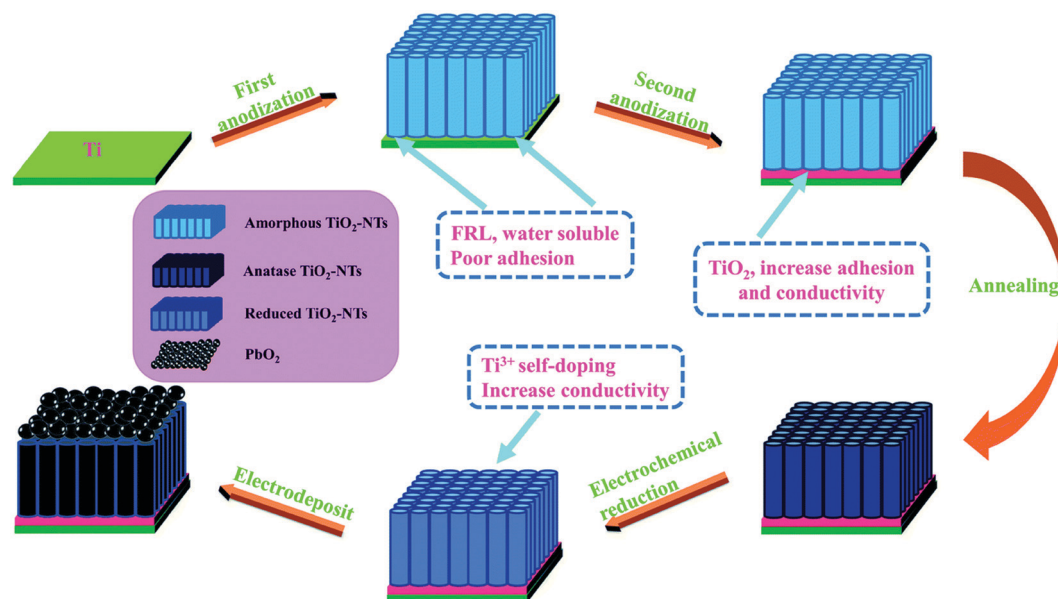 Ti
First
anodization
Second
anodization
FRL, water soluble
Poor adhesion
TiO₂, increase adhesion
and conductivity
Annealing
Amorphous TiO₂-NTs
Anatase TiO₂-NTs
Reduced TiO₂-NTs
PbO₂
Ti³⁺ self-doping
Increase conductivity
Electrochemical
reduction
Electrodeposit